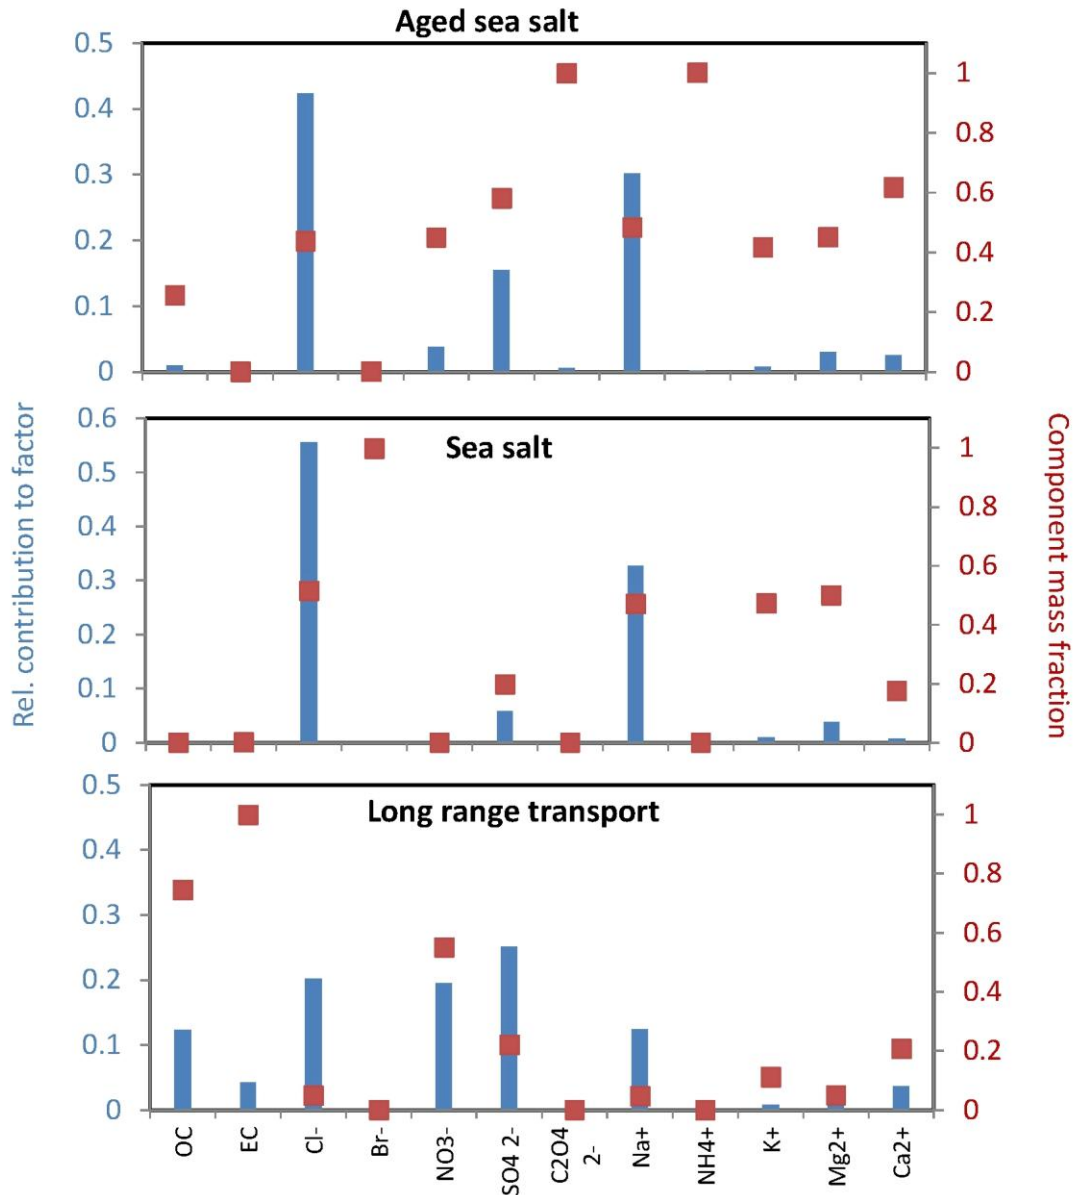 Aged sea salt
0.5
0.4
0.3
0.2
0.1
0
1
0.8
0.6
0.4
0.2
0
Rel. contribution to factor
Component mass fraction
Sea salt
0.6
0.5
0.4
0.3
0.2
0.1
0
1
0.8
0.6
0.4
0.2
0
Long range transport
0.5
0.4
0.3
0.2
0.1
0
1
0.8
0.6
0.4
0.2
0
OC
EC
Cl-
Br-
NO3-
SO4 2-
C2O4
2-
Na+
NH4+
K+
Mg2+
Ca2+